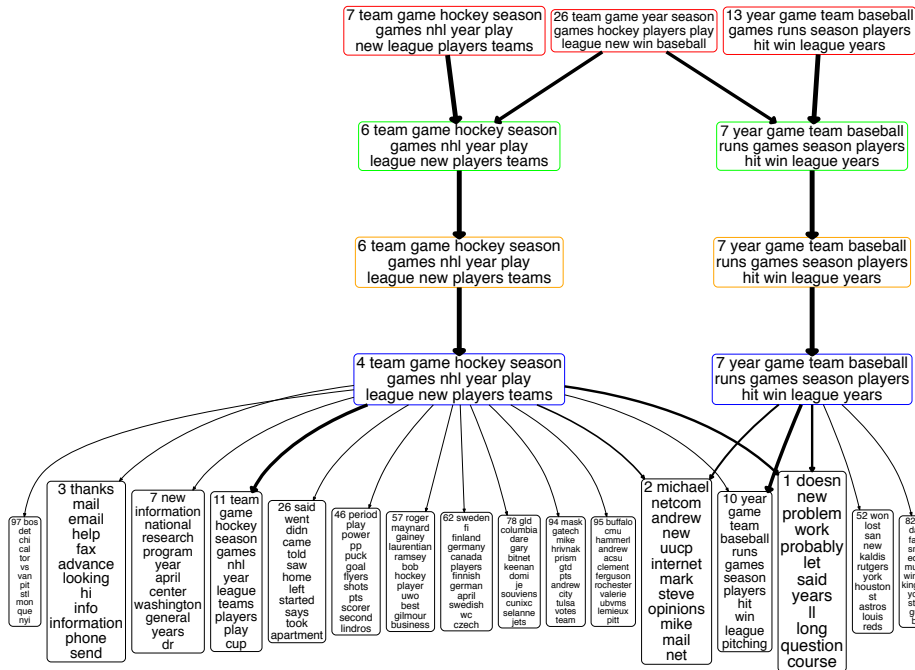 7 team game hockey season
games nhl year play
new league players teams
26 team game year season
games hockey players play
league new win baseball
13 year game team baseball
games runs season players
hit win league years
6 team game hockey season
games nhl year play
league new players teams
7 year game team baseball
runs games season players
hit win league years
6 team game hockey season
games nhl year play
league new players teams
7 year game team baseball
runs games season players
hit win league years
4 team game hockey season
games nhl year play
league new players teams
7 year game team baseball
runs games season players
hit win league years
97 bos
det
chi
cal
tor
vs
van
pit
stl
mon
que
nyi
3 thanks
mail
email
help
fax
advance
looking
hi
info
information
phone
send
7 new
information
national
research
program
year
april
center
washington
general
years
dr
11 team
game
hockey
season
games
nhl
year
league
teams
players
play
cup
26 said
went
didn
came
told
saw
home
left
started
says
took
apartment
46 period
play
power
pp
puck
goal
flyers
shots
pts
scorer
second
lindros
57 roger
maynard
gainey
laurentian
ramsey
bob
hockey
player
uwo
best
gilmour
business
62 sweden
fi
finland
germany
canada
players
finnish
german
april
swedish
wc
czech
78 gld
columbia
dare
gary
bitnet
keenan
domi
je
souviens
cunixc
selanne
jets
94 mask
gatech
mike
hrivnak
prism
gtd
pts
andrew
city
tulsa
votes
team
95 buffalo
cmu
hammerl
andrew
acsu
clement
ferguson
rochester
valerie
ubvms
lemieux
pitt
2 michael
netcom
andrew
new
uucp
internet
mark
steve
opinions
mike
mail
net
10 year
game
team
baseball
runs
games
season
players
hit
win
league
pitching
1 doesn
new
problem
work
probably
let
said
years
ll
long
question
course
52 won
lost
san
new
kaldis
rutgers
york
houston
st
astros
louis
reds
82